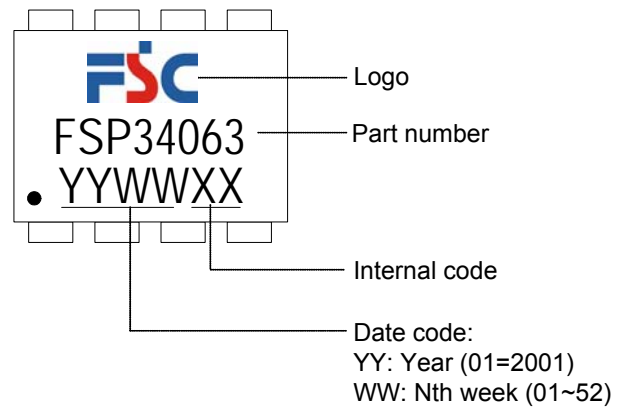 FSC
Logo
FSP34063
Part number
YYWWXX
Internal code
Date code:
YY: Year (01=2001)
WW: Nth week (01~52)